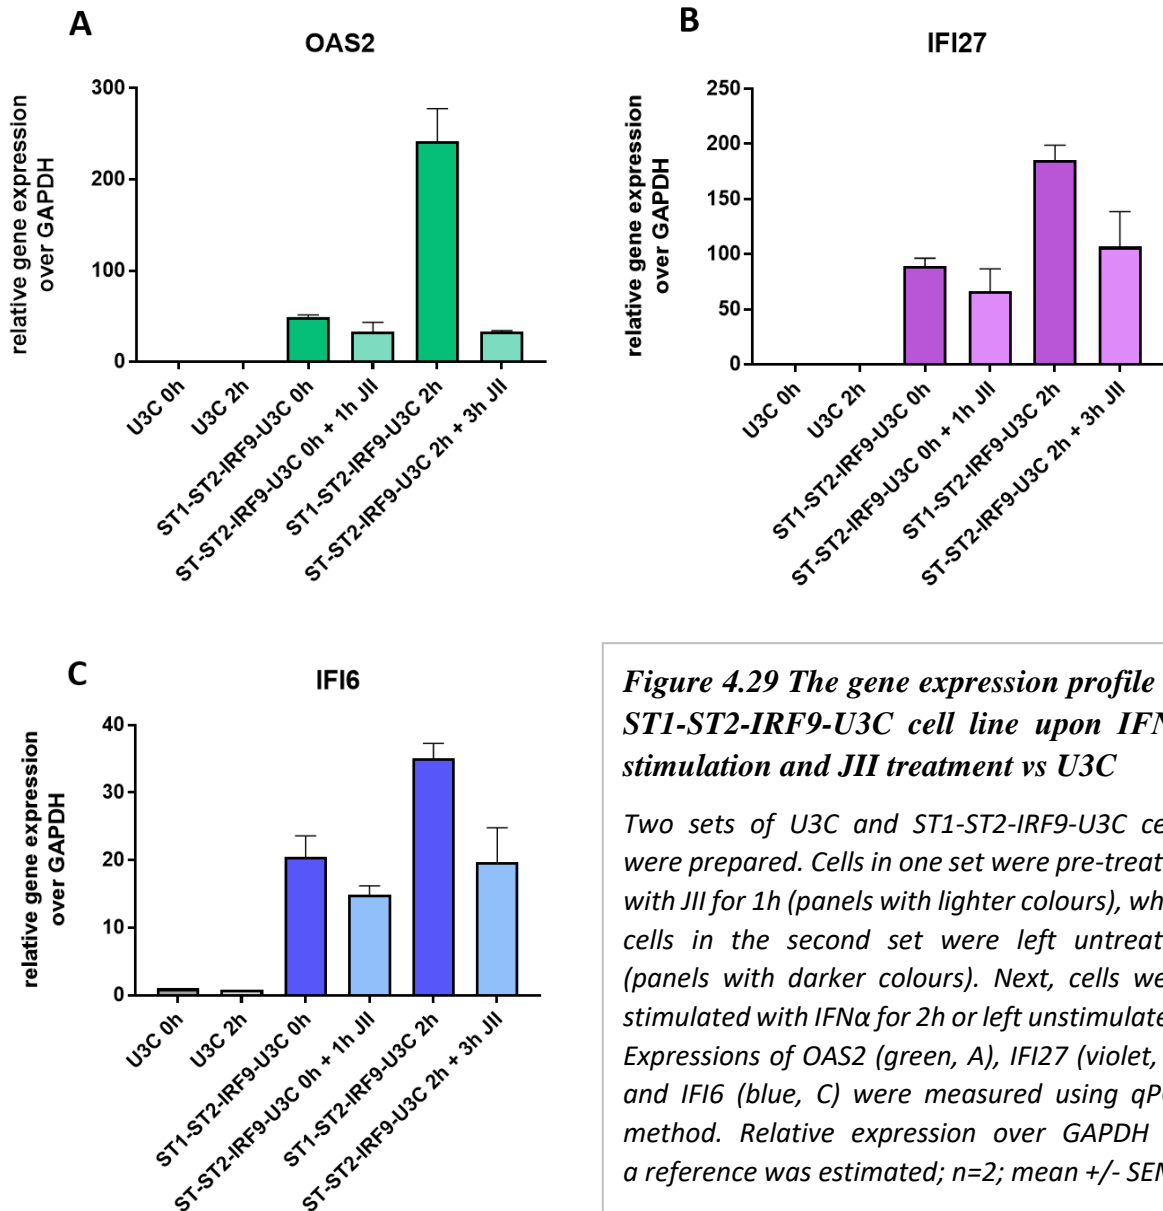 A
OAS2
relative gene expression
over GAPDH
300
200
100
0
U3C 0h
U3C 2h
ST1-ST2-IRF9-U3C 0h
ST-ST2-IRF9-U3C 0h + 1h JII
ST1-ST2-IRF9-U3C 2h
ST-ST2-IRF9-U3C 2h + 3h JII
B
IFI27
relative gene expression
over GAPDH
250
200
150
100
50
0
U3C 0h
U3C 2h
ST1-ST2-IRF9-U3C 0h
ST-ST2-IRF9-U3C 0h + 1h JII
ST1-ST2-IRF9-U3C 2h
ST-ST2-IRF9-U3C 2h + 3h JII
C
IFI6
relative gene expression
over GAPDH
40
30
20
10
0
U3C 0h
U3C 2h
ST1-ST2-IRF9-U3C 0h
ST-ST2-IRF9-U3C 0h + 1h JII
ST1-ST2-IRF9-U3C 2h
ST-ST2-IRF9-U3C 2h + 3h JII
Figure 4.29 The gene expression profile
ST1-ST2-IRF9-U3C cell line upon IFN
stimulation and JII treatment vs U3C
Two sets of U3C and ST1-ST2-IRF9-U3C ce
were prepared. Cells in one set were pre-treat
with JII for 1h (panels with lighter colours), wh
cells in the second set were left untreat
(panels with darker colours). Next, cells we
stimulated with IFNα for 2h or left unstimulate
Expressions of OAS2 (green, A), IFI27 (violet,
and IFI6 (blue, C) were measured using qP
method. Relative expression over GAPDH
a reference was estimated; n=2; mean +/- SE